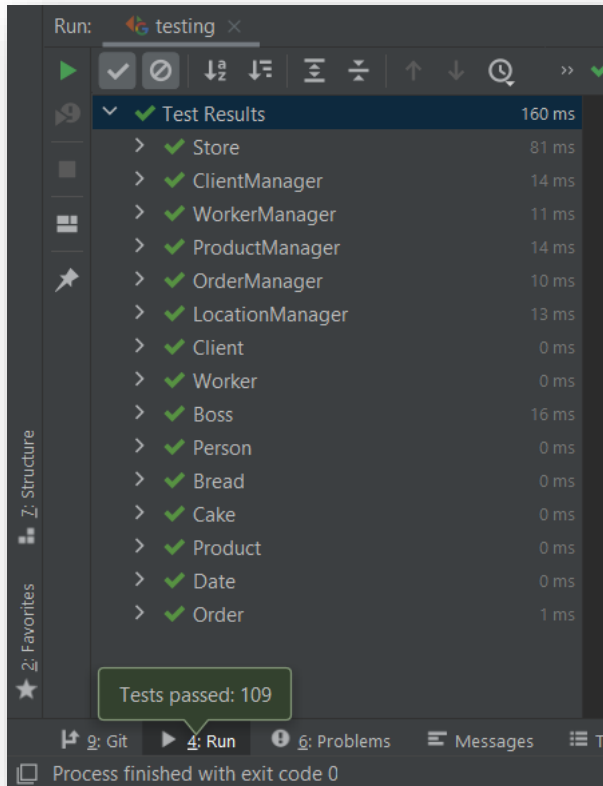 Run: testing
Test Results 160 ms
Store 81 ms
ClientManager 14 ms
WorkerManager 11 ms
ProductManager 14 ms
OrderManager 10 ms
LocationManager 13 ms
Client 0 ms
Worker 0 ms
Boss 16 ms
Person 0 ms
Bread 0 ms
Cake 0 ms
Product 0 ms
Date 0 ms
Order 1 ms
7: Structure
2: Favorites
Tests passed: 109
9: Git 4: Run 6: Problems Messages T
Process finished with exit code 0